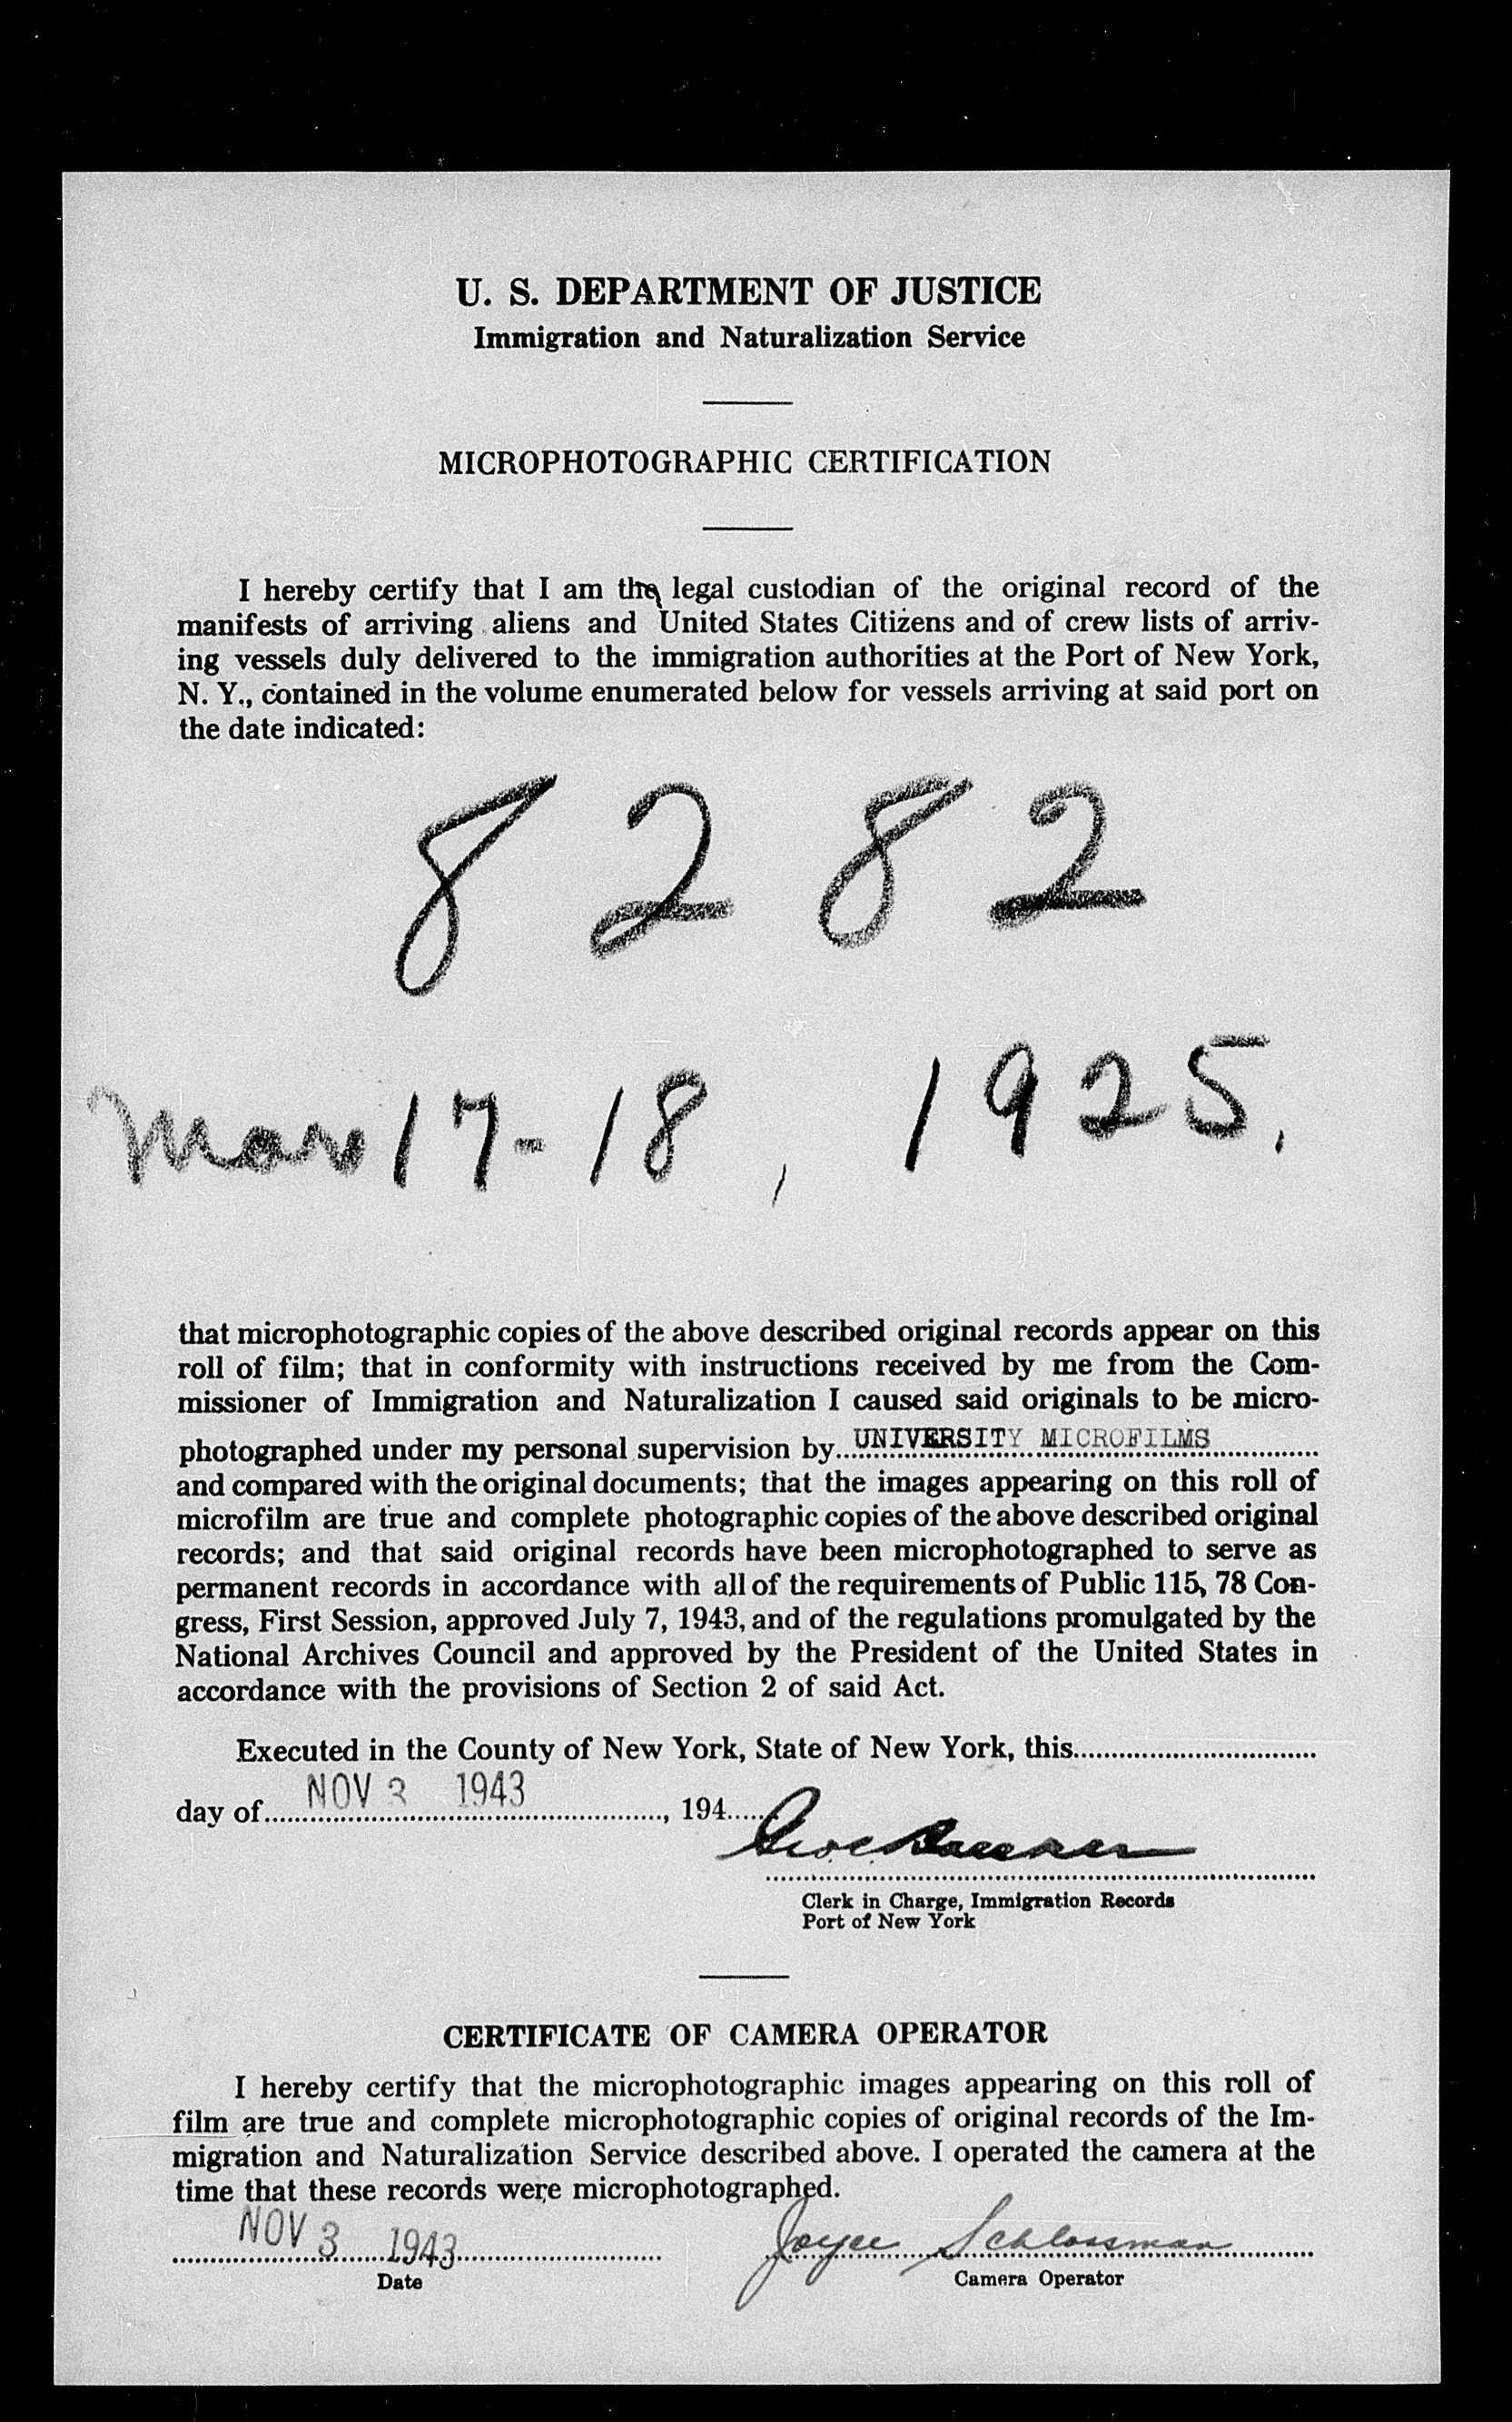 U. S. DEPARTMENT OF JUSTICE
Immigration and Naturalization Service
MICROPHOTOGRAPHIC CERTIFICATION
I hereby certify that I am the legal custodian of the original record of the
manifests of arriving aliens and United States Citizens and of crew lists of arriv-
ing vessels duly delivered to the immigration authorities at the Port of New York,
N. Y., contained in the volume enumerated below for vessels arriving at said port on
the date indicated:
8282
Mar 17-18, 1925.
that microphotographic copies of the above described original records appear on this
roll of film; that in conformity with instructions received by me from the Com-
missioner of Immigration and Naturalization I caused said originals to be micro-
photographed under my personal supervision by UNIVERSITY MICROFILMS
and compared with the original documents; that the images appearing on this roll of
microfilm are true and complete photographic copies of the above described original
records; and that said original records have been microphotographed to serve as
permanent records in accordance with all of the requirements of Public 115, 78 Con-
gress, First Session, approved July 7, 1943, and of the regulations promulgated by the
National Archives Council and approved by the President of the United States in
accordance with the provisions of Section 2 of said Act.
Executed in the County of New York, State of New York, this
day of NOV 3 1943, 194
Clerk in Charge, Immigration Records
Port of New York
CERTIFICATE OF CAMERA OPERATOR
I hereby certify that the microphotographic images appearing on this roll of
film are true and complete microphotographic copies of original records of the Im-
migration and Naturalization Service described above. I operated the camera at the
time that these records were microphotographed.
NOV 3 1943 Joyce Schlossman
Date Camera Operator